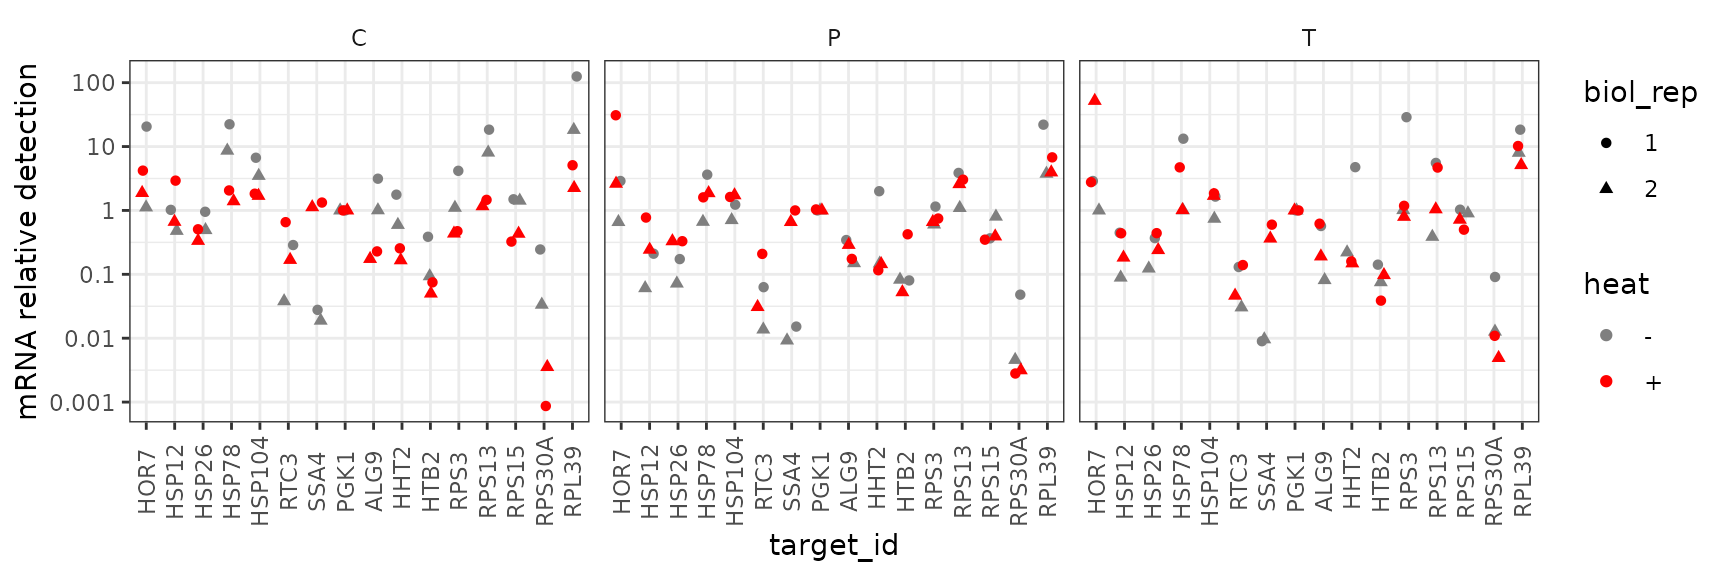 C P T
mRNA relative detection
100
10
1
0.1
0.01
0.001
HOR7 HSP12 HSP26 HSP78 HSP104 RTC3 SSA4 PGK1 ALG9 HHT2 HTB2 RPS3 RPS13 RPS15 RPS30A RPL39
HOR7 HSP12 HSP26 HSP78 HSP104 RTC3 SSA4 PGK1 ALG9 HHT2 HTB2 RPS3 RPS13 RPS15 RPS30A RPL39
HOR7 HSP12 HSP26 HSP78 HSP104 RTC3 SSA4 PGK1 ALG9 HHT2 HTB2 RPS3 RPS13 RPS15 RPS30A RPL39
target_id
biol_rep
1
2
heat
-
+